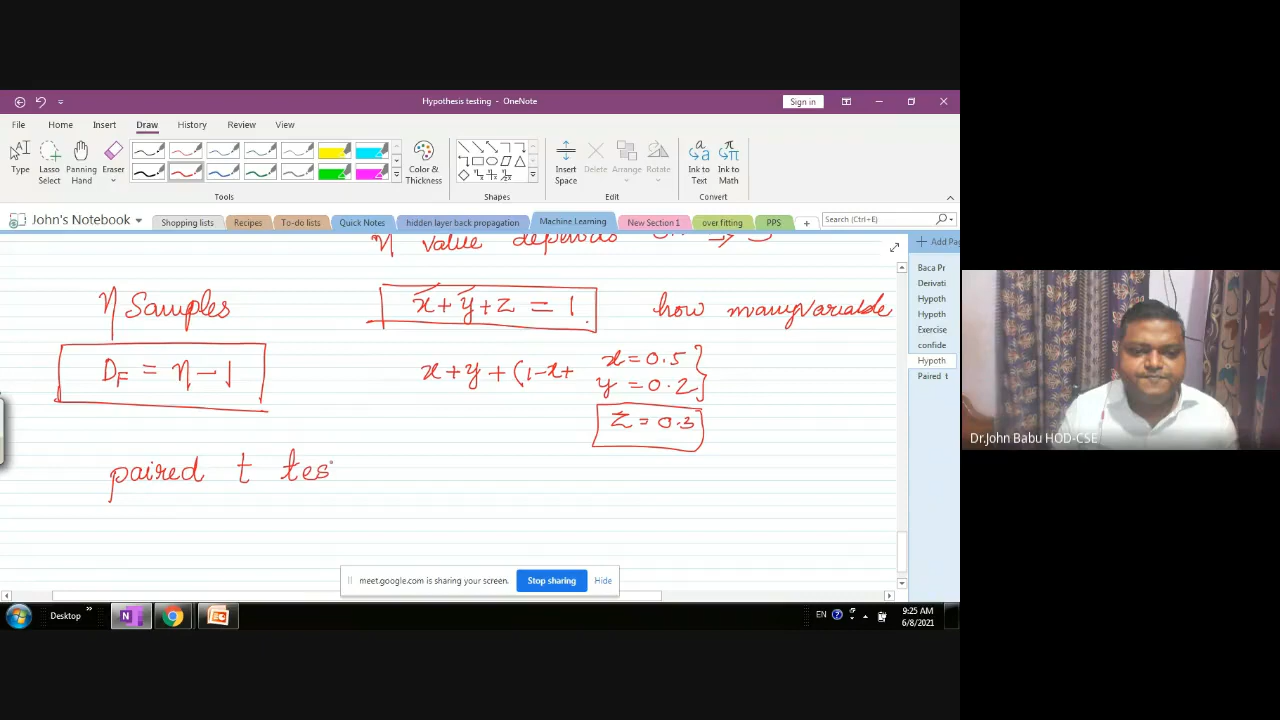 Hypothesis testing - OneNote
Sign in
File Home Insert Draw History Review View
Type Lasso Select Panning Hand Eraser Color & Thickness Insert Space Delete Arrange Rotate Ink to Text Ink to Math
Tools Shapes Edit Convert
John's Notebook Shopping lists Recipes To-do lists Quick Notes hidden layer back propagation Machine Learning New Section 1 over fitting PPS Search (Ctrl+E)
Add Pa
Baca Pr
Derivati
Hypoth
Hypoth
Exercise
confide
Hypoth
Paired t
η value depends on → 3
η Samples x + y + z = 1 how many variable
D_F = η - 1 x + y + (1 - x + x = 0.5
y = 0.2
z = 0.3
paired t tes
Dr.John Babu HOD-CSE
meet.google.com is sharing your screen. Stop sharing Hide
Desktop EN 9:25 AM
6/8/2021